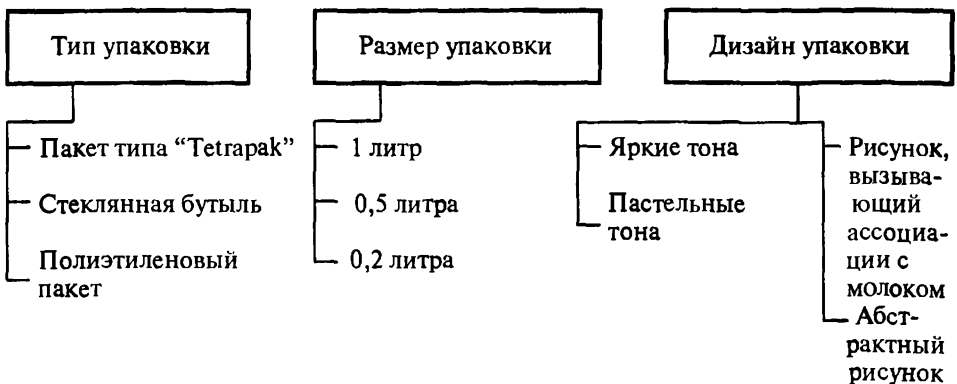 Тип упаковки
Пакет типа “Tetrapak”
Стеклянная бутыль
Полиэтиленовый
пакет
Размер упаковки
1 литр
0,5 литра
0,2 литра
Дизайн упаковки
Яркие тона
Пастельные
тона
Рисунок,
вызыва-
ющий
ассоциа-
ции с
молоком
Абст-
рактный
рисунок